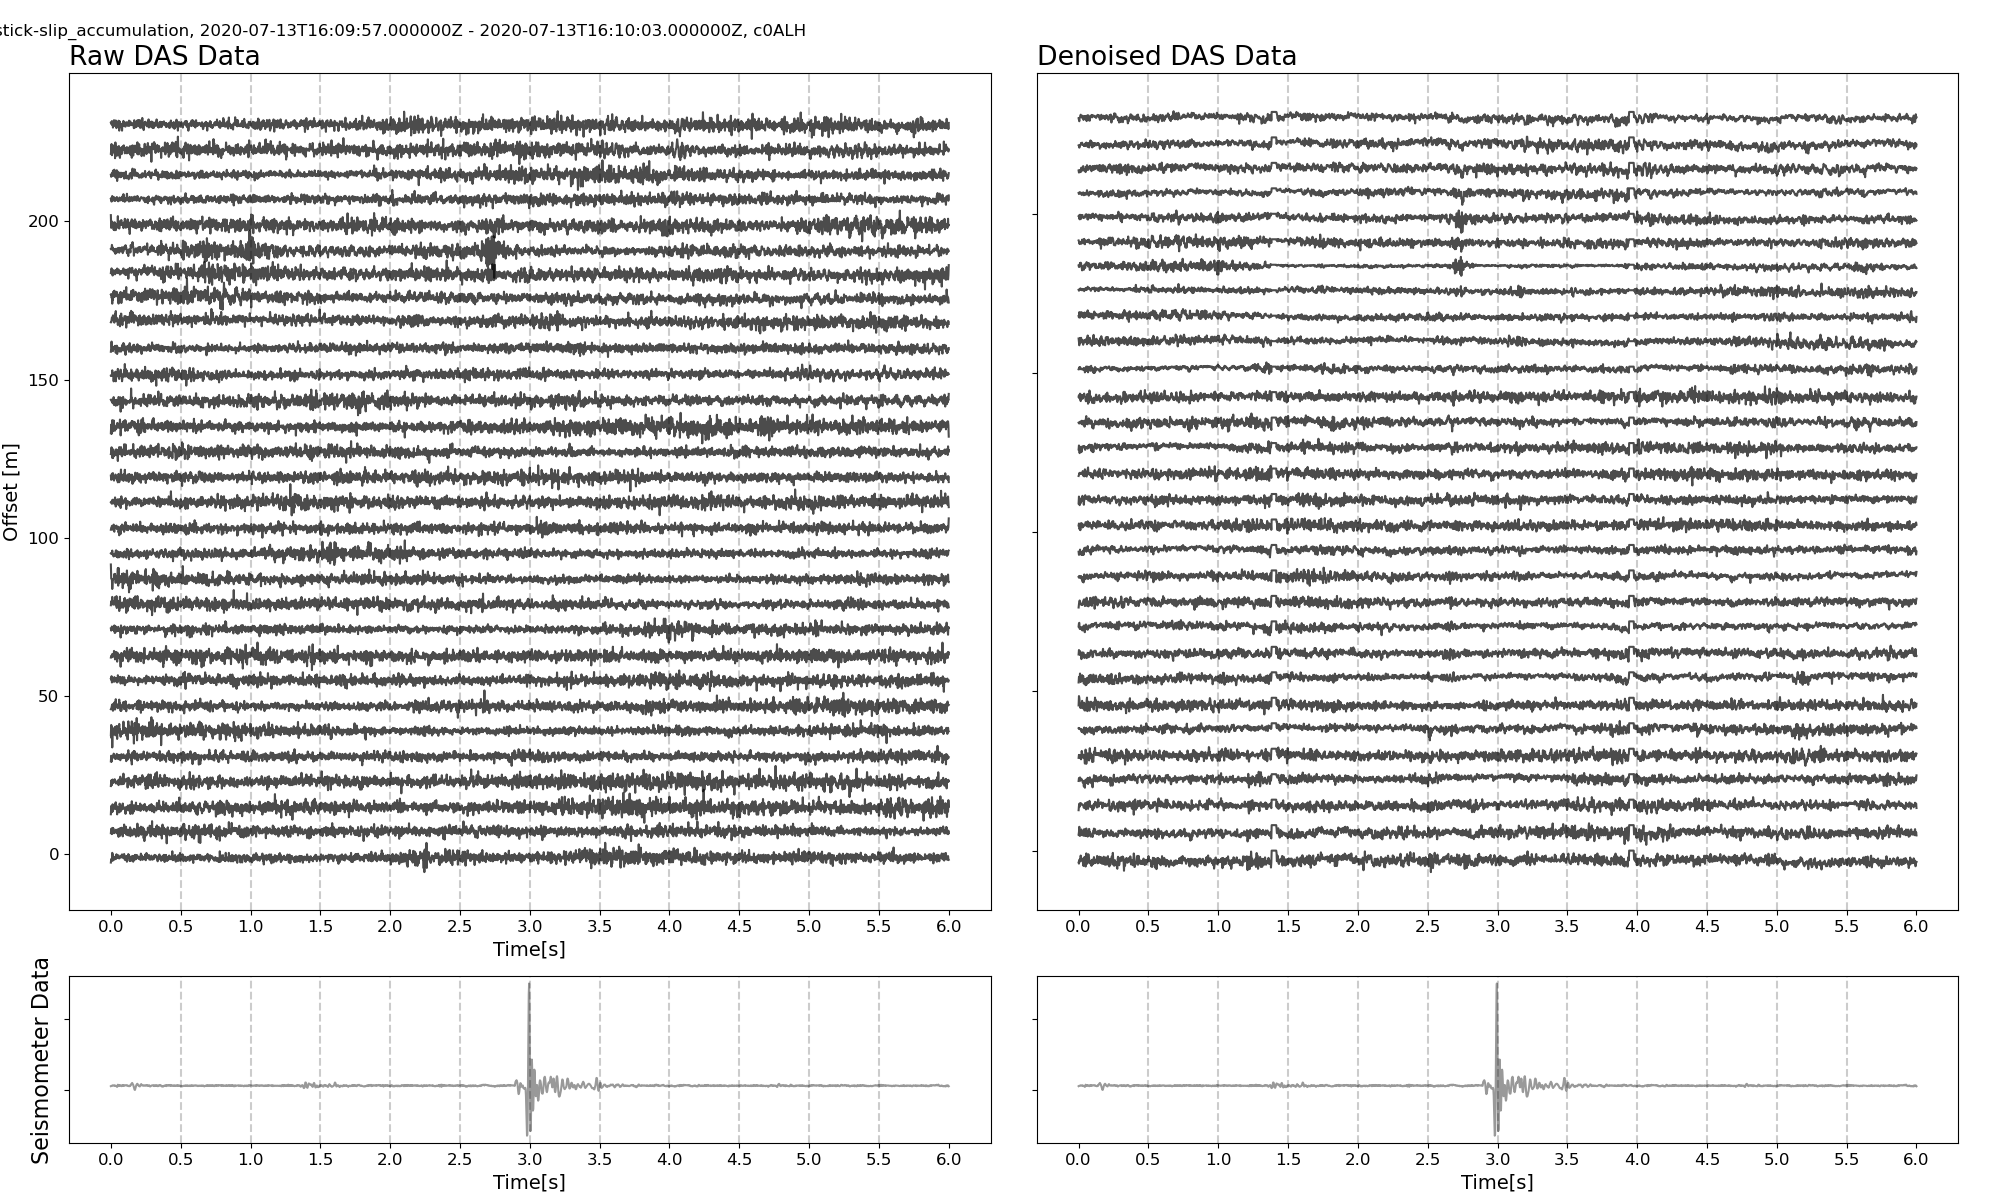 stick-slip_accumulation, 2020-07-13T16:09:57.000000Z - 2020-07-13T16:10:03.000000Z, c0ALH
Raw DAS Data
Denoised DAS Data
Offset [m]
200
150
100
50
0
0.0 0.5 1.0 1.5 2.0 2.5 3.0 3.5 4.0 4.5 5.0 5.5 6.0
Time[s]
0.0 0.5 1.0 1.5 2.0 2.5 3.0 3.5 4.0 4.5 5.0 5.5 6.0
Seismometer Data
0.0 0.5 1.0 1.5 2.0 2.5 3.0 3.5 4.0 4.5 5.0 5.5 6.0
Time[s]
0.0 0.5 1.0 1.5 2.0 2.5 3.0 3.5 4.0 4.5 5.0 5.5 6.0
Time[s]